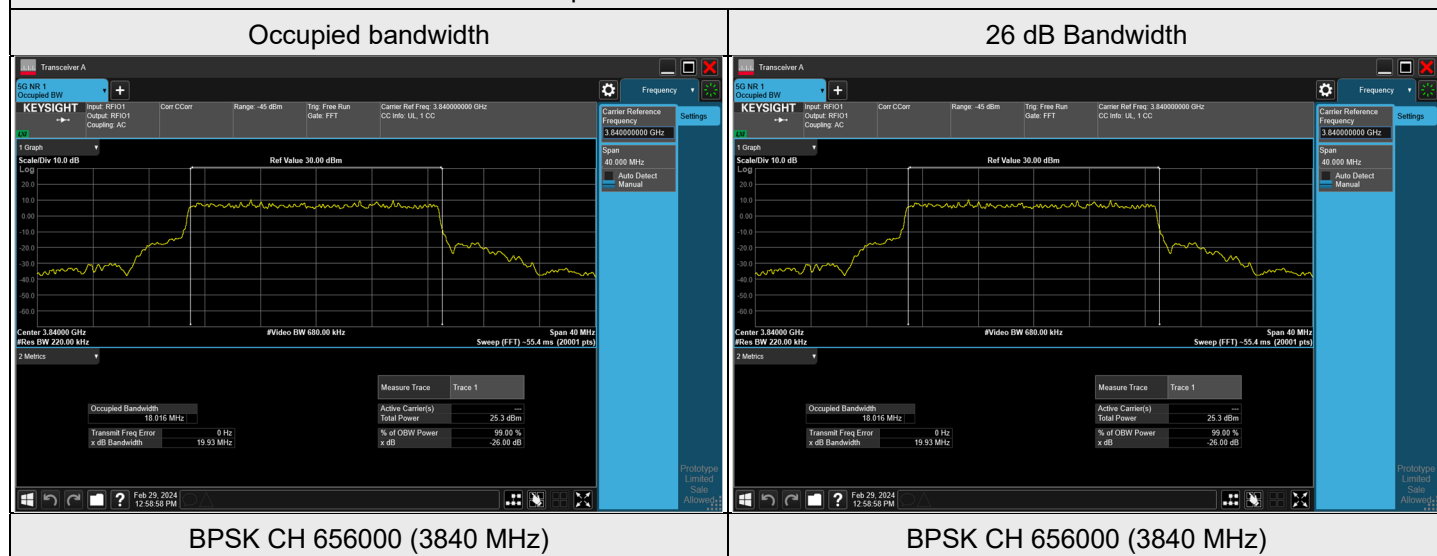 Occupied bandwidth
Transceiver A
5G NR 1
Occupied BW
+
Frequency
KEYSIGHT
Input: RFIO1
Output: RFIO1
Coupling: AC
Corr CCorr
Range: -45 dBm
Trig: Free Run
Gate: FFT
Carrier Ref Freq: 3.840000000 GHz
CC Info: UL, 1 CC
LXI
Carrier Reference
Frequency
3.840000000 GHz
Settings
Span
40.000 MHz
Auto Detect
Manual
1 Graph
Scale/Div 10.0 dB
Ref Value 30.00 dBm
Log
20.0
10.0
0.00
-10.0
-20.0
-30.0
-40.0
-50.0
-60.0
Center 3.84000 GHz
#Video BW 680.00 kHz
Span 40 MHz
#Res BW 220.00 kHz
Sweep (FFT) ~55.4 ms (20001 pts)
2 Metrics
Measure Trace Trace 1
Occupied Bandwidth
18.016 MHz
Active Carrier(s) ---
Total Power 25.3 dBm
Transmit Freq Error 0 Hz
x dB Bandwidth 19.93 MHz
% of OBW Power 99.00 %
x dB -26.00 dB
Prototype
Limited
Sale
Allowed
?
Feb 29, 2024
12:58:58 PM
BPSK CH 656000 (3840 MHz)
26 dB Bandwidth
Transceiver A
5G NR 1
Occupied BW
+
Frequency
KEYSIGHT
Input: RFIO1
Output: RFIO1
Coupling: AC
Corr CCorr
Range: -45 dBm
Trig: Free Run
Gate: FFT
Carrier Ref Freq: 3.840000000 GHz
CC Info: UL, 1 CC
LXI
Carrier Reference
Frequency
3.840000000 GHz
Settings
Span
40.000 MHz
Auto Detect
Manual
1 Graph
Scale/Div 10.0 dB
Ref Value 30.00 dBm
Log
20.0
10.0
0.00
-10.0
-20.0
-30.0
-40.0
-50.0
-60.0
Center 3.84000 GHz
#Video BW 680.00 kHz
Span 40 MHz
#Res BW 220.00 kHz
Sweep (FFT) ~55.4 ms (20001 pts)
2 Metrics
Measure Trace Trace 1
Occupied Bandwidth
18.016 MHz
Active Carrier(s) ---
Total Power 25.3 dBm
Transmit Freq Error 0 Hz
x dB Bandwidth 19.93 MHz
% of OBW Power 99.00 %
x dB -26.00 dB
Prototype
Limited
Sale
Allowed
?
Feb 29, 2024
12:58:58 PM
BPSK CH 656000 (3840 MHz)